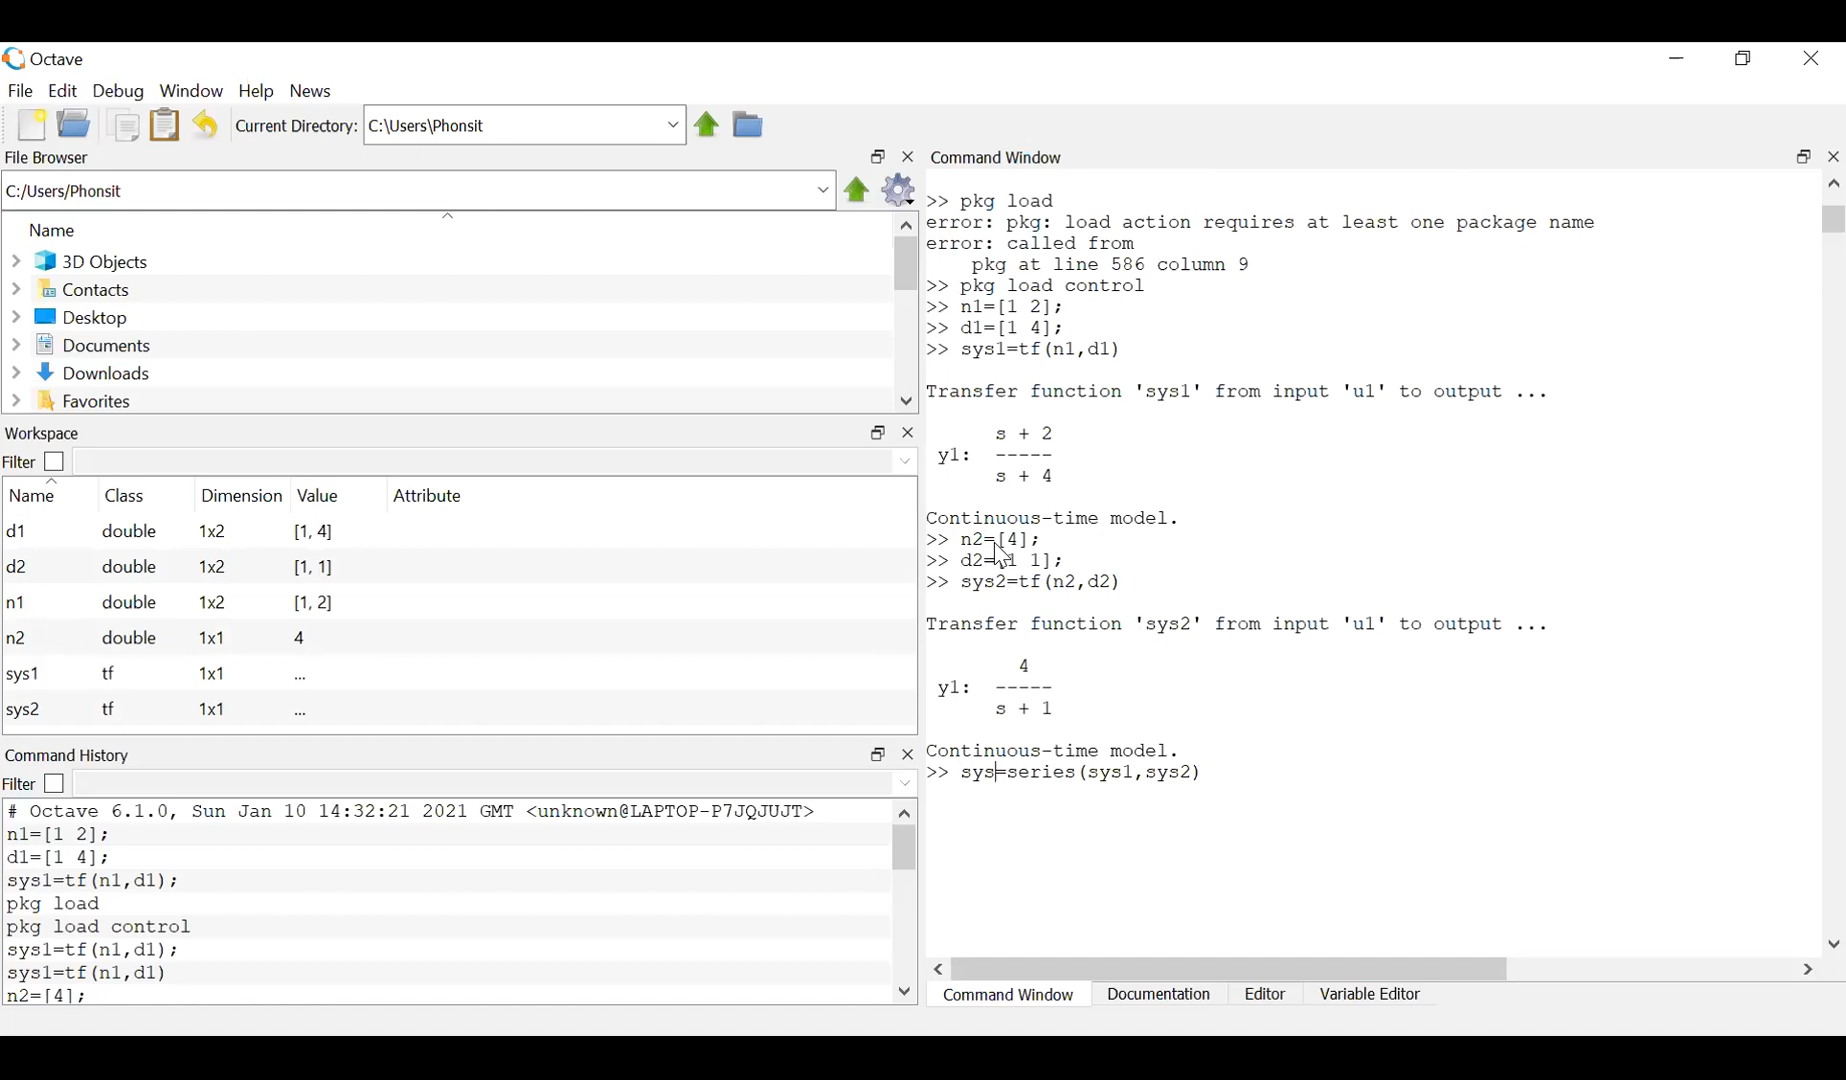 Octave
File Edit Debug Window Help News
Current Directory: C:\Users\Phonsit
File Browser
C:/Users/Phonsit
Name
3D Objects
Contacts
Desktop
Documents
Downloads
Favorites
Workspace
Filter
Name Class Dimension Value Attribute
d1 double 1x2 [1, 4]
d2 double 1x2 [1, 1]
n1 double 1x2 [1, 2]
n2 double 1x1 4
sys1 tf 1x1 ...
sys2 tf 1x1 ...
Command History
Filter
# Octave 6.1.0, Sun Jan 10 14:32:21 2021 GMT <unknown@LAPTOP-P7JQJUJT>
n1=[1 2];
d1=[1 4];
sys1=tf(n1,d1);
pkg load
pkg load control
sys1=tf(n1,d1);
sys1=tf(n1,d1)
n2=[4];
Command Window
>> pkg load
error: pkg: load action requires at least one package name
error: called from
pkg at line 586 column 9
>> pkg load control
>> n1=[1 2];
>> d1=[1 4];
>> sys1=tf(n1,d1)
Transfer function 'sys1' from input 'u1' to output ...
s + 2
y1: -----
s + 4
Continuous-time model.
>> n2=[4];
>> d2=[1 1];
>> sys2=tf(n2,d2)
Transfer function 'sys2' from input 'u1' to output ...
4
y1: -----
s + 1
Continuous-time model.
>> sys=series(sys1,sys2)
Command Window Documentation Editor Variable Editor